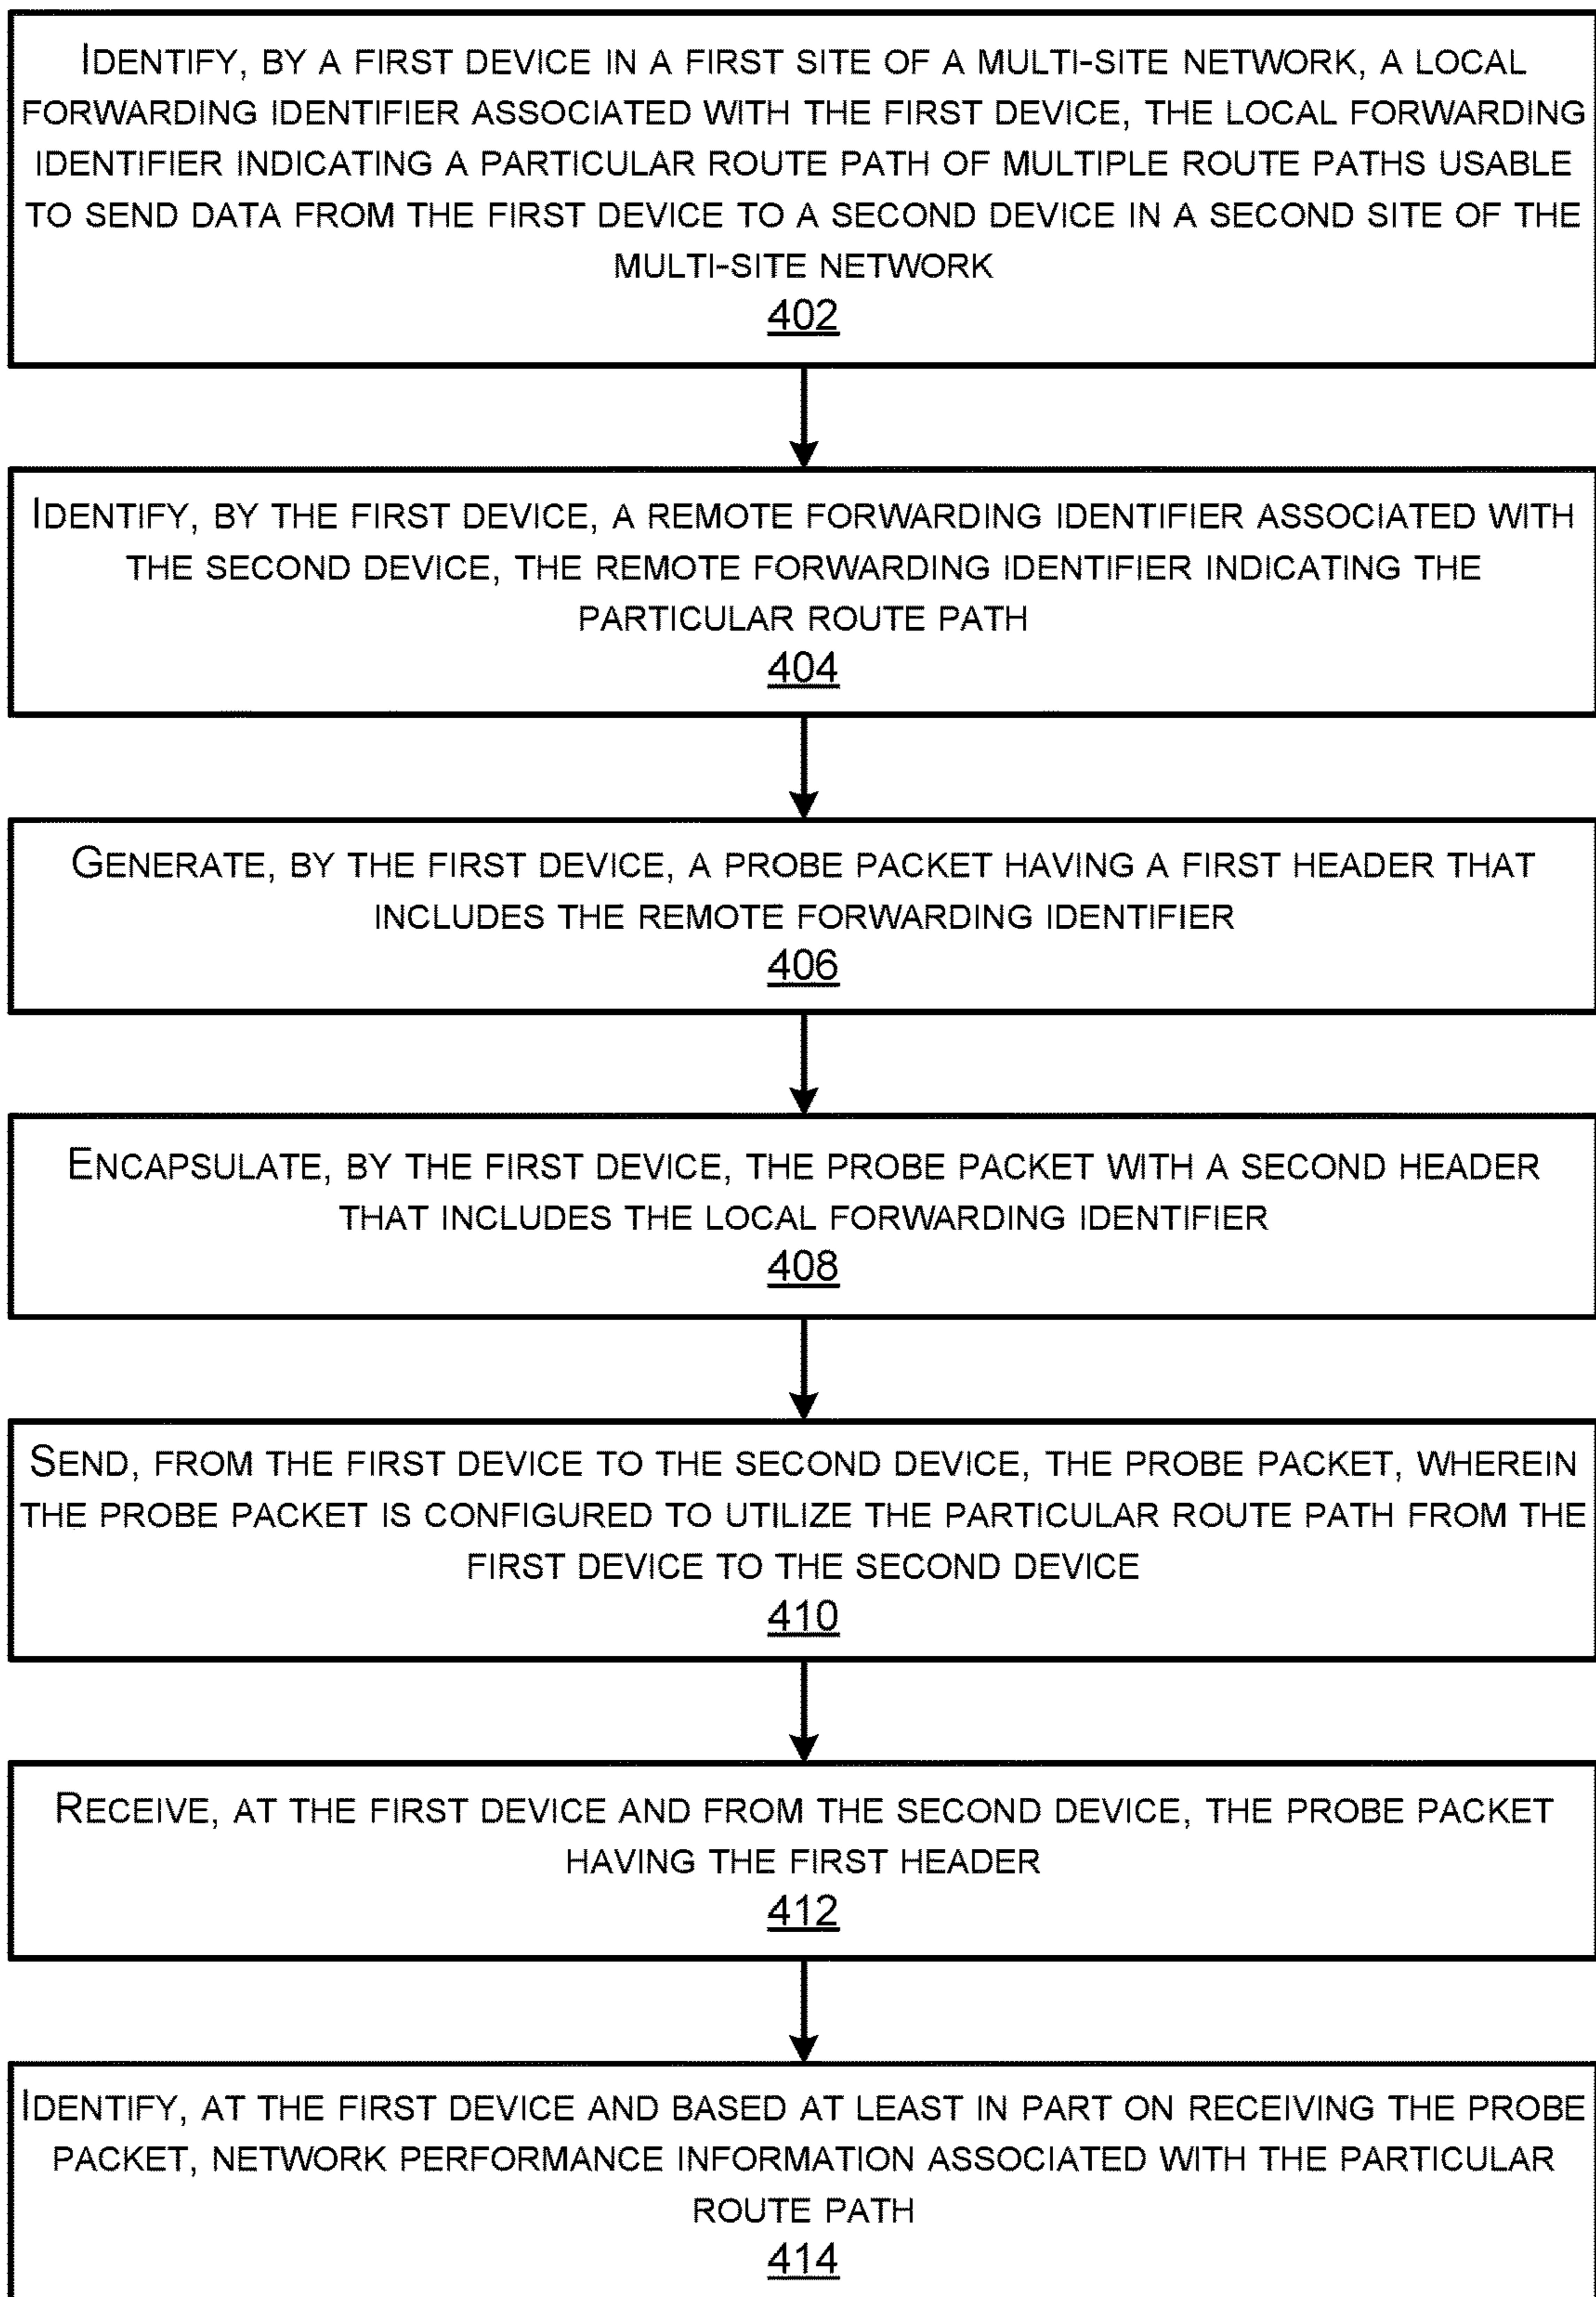 IDENTIFY, BY A FIRST DEVICE IN A FIRST SITE OF A MULTI-SITE NETWORK, A LOCAL
FORWARDING IDENTIFIER ASSOCIATED WITH THE FIRST DEVICE, THE LOCAL FORWARDING
IDENTIFIER INDICATING A PARTICULAR ROUTE PATH OF MULTIPLE ROUTE PATHS USABLE
TO SEND DATA FROM THE FIRST DEVICE TO A SECOND DEVICE IN A SECOND SITE OF THE
MULTI-SITE NETWORK
402
IDENTIFY, BY THE FIRST DEVICE, A REMOTE FORWARDING IDENTIFIER ASSOCIATED WITH
THE SECOND DEVICE, THE REMOTE FORWARDING IDENTIFIER INDICATING THE
PARTICULAR ROUTE PATH
404
GENERATE, BY THE FIRST DEVICE, A PROBE PACKET HAVING A FIRST HEADER THAT
INCLUDES THE REMOTE FORWARDING IDENTIFIER
406
ENCAPSULATE, BY THE FIRST DEVICE, THE PROBE PACKET WITH A SECOND HEADER
THAT INCLUDES THE LOCAL FORWARDING IDENTIFIER
408
SEND, FROM THE FIRST DEVICE TO THE SECOND DEVICE, THE PROBE PACKET, WHEREIN
THE PROBE PACKET IS CONFIGURED TO UTILIZE THE PARTICULAR ROUTE PATH FROM THE
FIRST DEVICE TO THE SECOND DEVICE
410
RECEIVE, AT THE FIRST DEVICE AND FROM THE SECOND DEVICE, THE PROBE PACKET
HAVING THE FIRST HEADER
412
IDENTIFY, AT THE FIRST DEVICE AND BASED AT LEAST IN PART ON RECEIVING THE PROBE
PACKET, NETWORK PERFORMANCE INFORMATION ASSOCIATED WITH THE PARTICULAR
ROUTE PATH
414